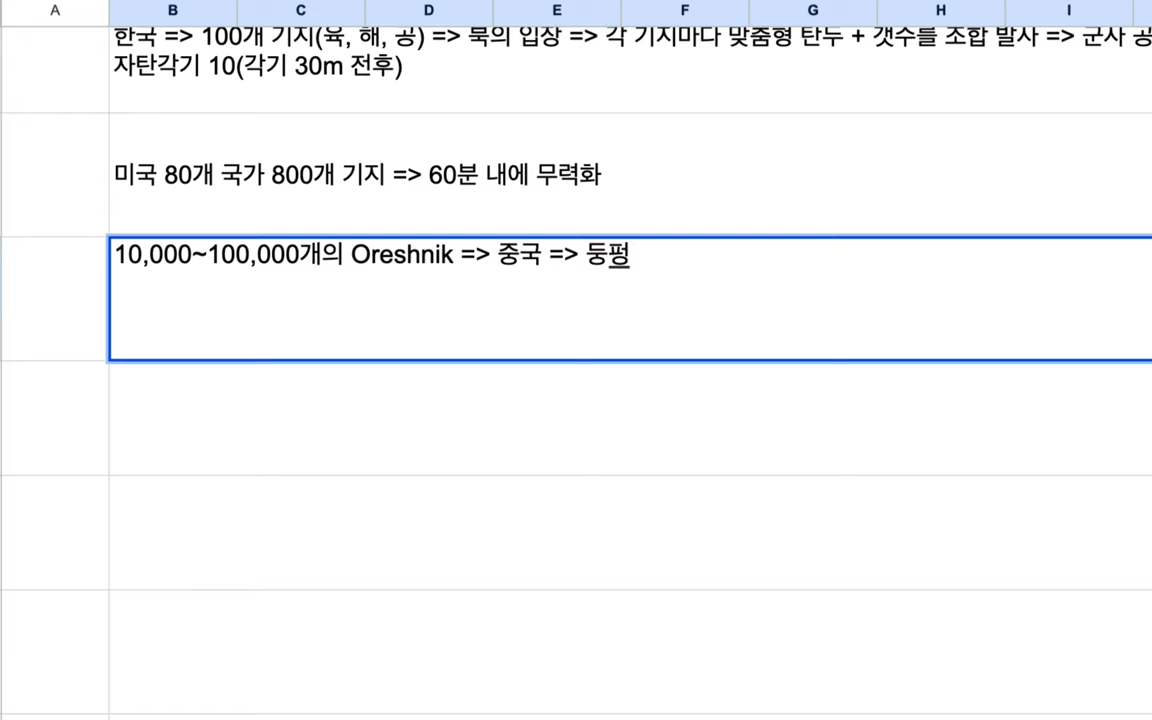 A B C D E F G H I
한국 => 100개 기지(육, 해, 공) => 북의 입장 => 각 기지마다 맞춤형 탄두 + 갯수를 조합 발사 => 군사 공
자탄각기 10(각기 30m 전후)
미국 80개 국가 800개 기지 => 60분 내에 무력화
10,000~100,000개의 Oreshnik => 중국 => 둥펑